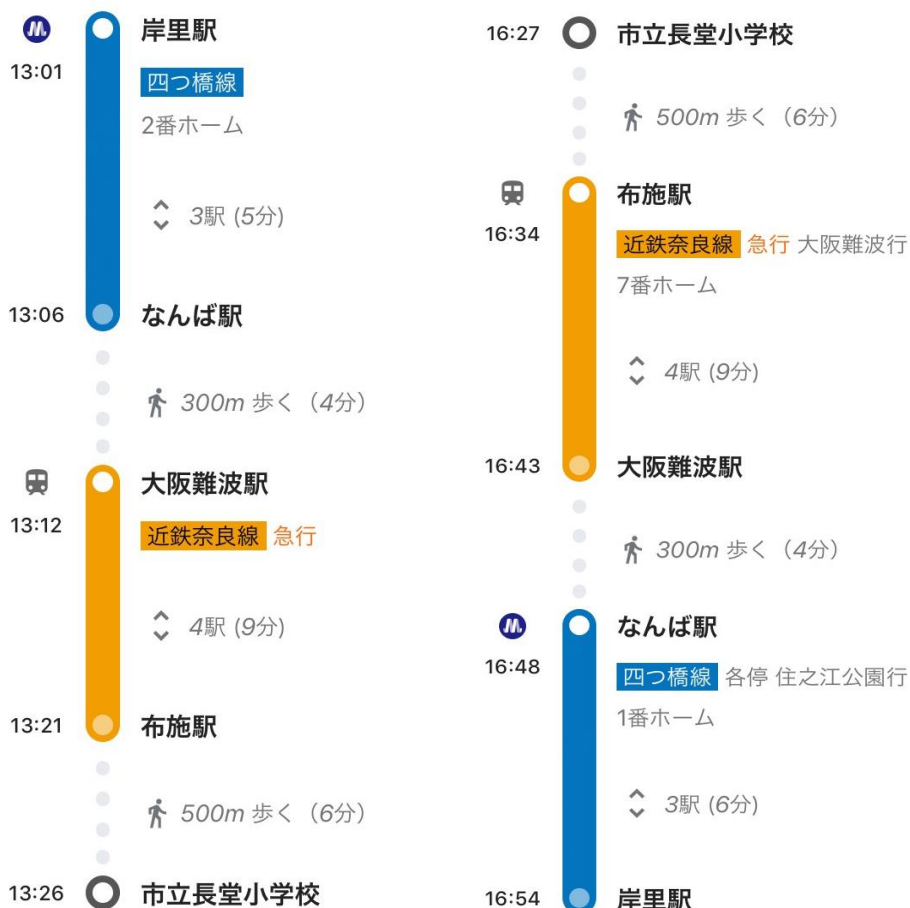 岸里駅
13:01
四つ橋線
2番ホーム
3駅 (5分)
13:06 なんば駅
300m 歩く（4分）
大阪難波駅
13:12
近鉄奈良線 急行
4駅 (9分)
13:21 布施駅
500m 歩く（6分）
13:26 市立長堂小学校
16:27 市立長堂小学校
500m 歩く（6分）
布施駅
16:34
近鉄奈良線 急行 大阪難波行
7番ホーム
4駅 (9分)
16:43 大阪難波駅
300m 歩く（4分）
なんば駅
16:48
四つ橋線 各停 住之江公園行
1番ホーム
3駅 (6分)
16:54 岸里駅